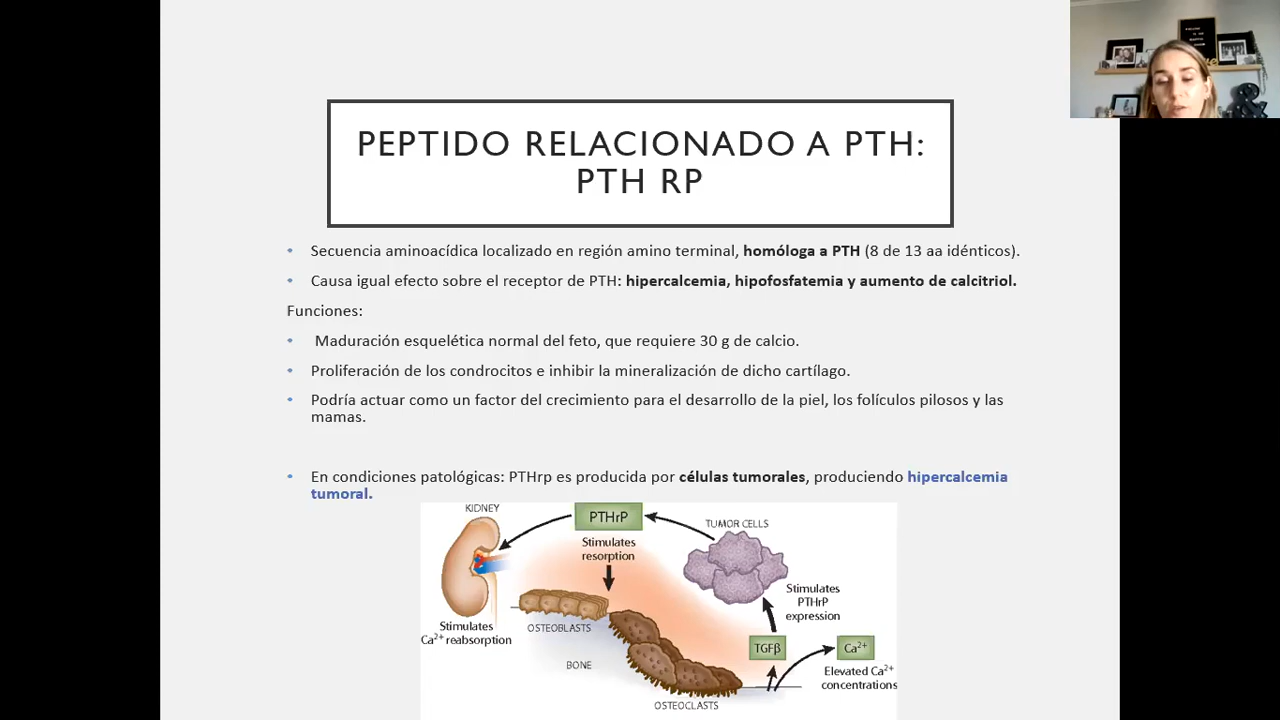 PEPTIDO RELACIONADO A PTH:
PTH RP
Secuencia aminoacídica localizado en región amino terminal, homóloga a PTH (8 de 13 aa idénticos).
Causa igual efecto sobre el receptor de PTH: hipercalcemia, hipofosfatemia y aumento de calcitriol.
Funciones:
Maduración esquelética normal del feto, que requiere 30 g de calcio.
Proliferación de los condrocitos e inhibir la mineralización de dicho cartílago.
Podría actuar como un factor del crecimiento para el desarrollo de la piel, los folículos pilosos y las
mamas.
En condiciones patológicas: PTHrp es producida por células tumorales, produciendo hipercalcemia
tumoral.
KIDNEY
PTHrP
TUMOR CELLS
Stimulates
resorption
Stimulates
PTHrP
expression
Stimulates
Ca2+ reabsorption
OSTEOBLASTS
BONE
TGFβ
Ca2+
Elevated Ca2+
concentrations
OSTEOCLASTS